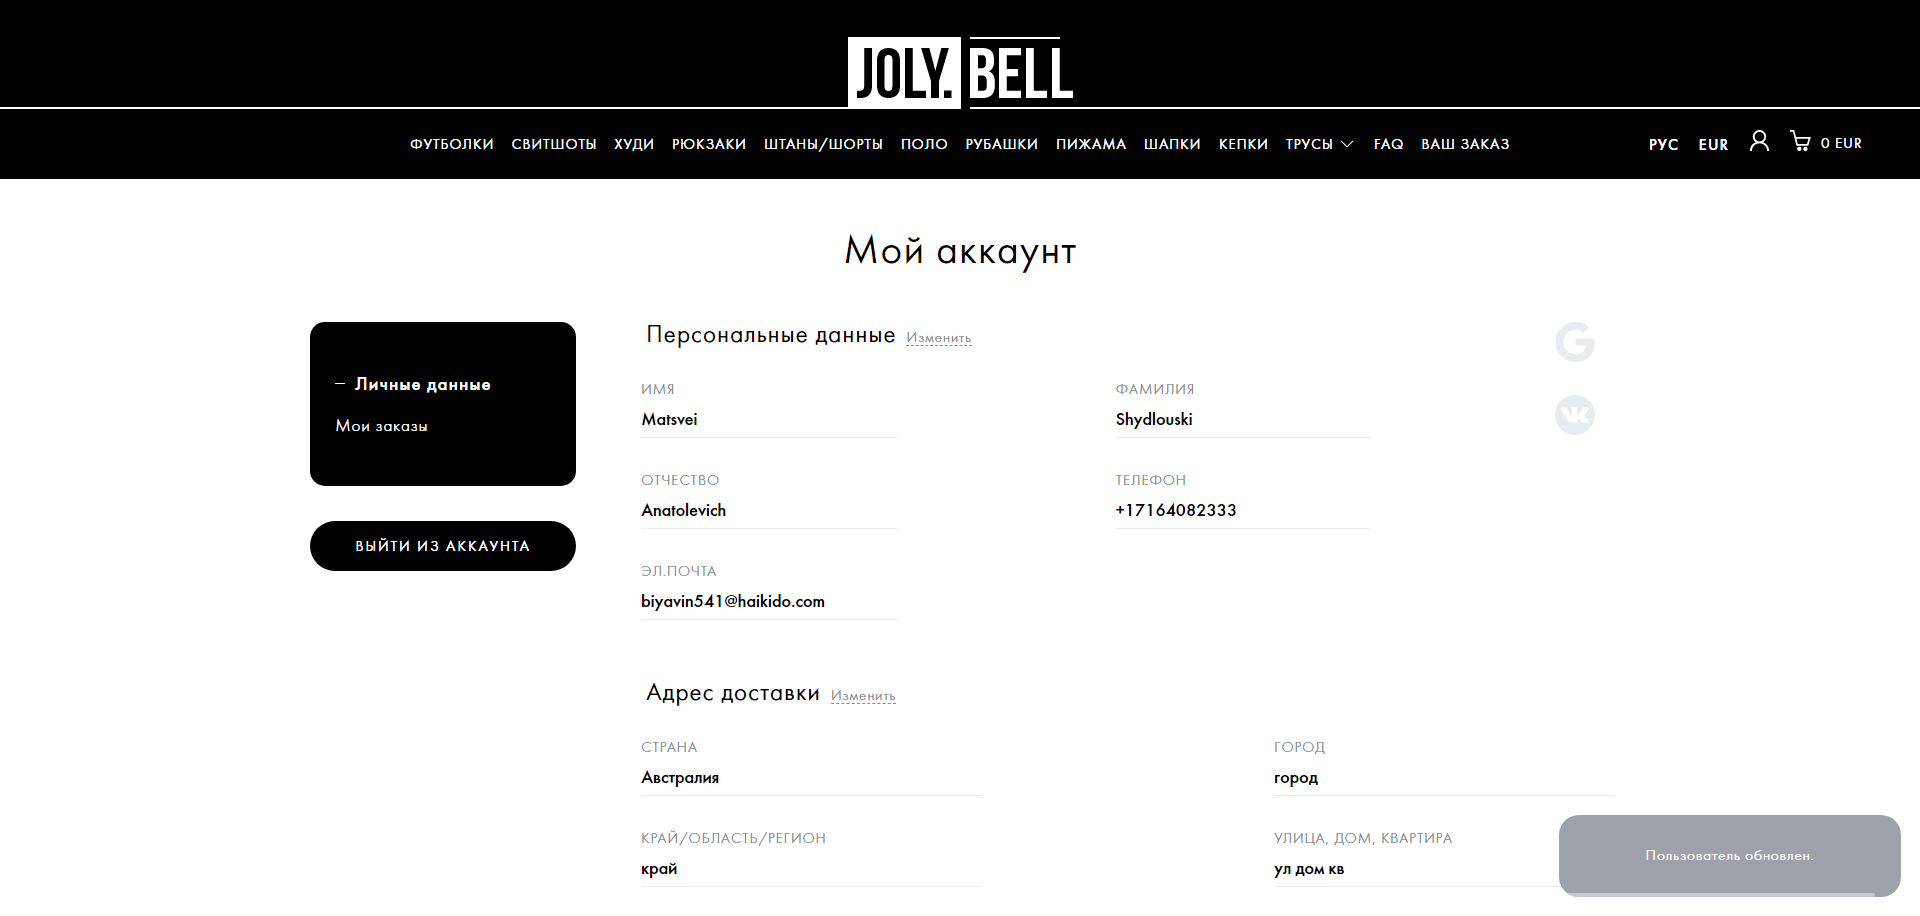 JOLY. BELL
ФУТБОЛКИ СВИТШОТЫ ХУДИ РЮКЗАКИ ШТАНЫ/ШОРТЫ ПОЛО РУБАШКИ ПИЖАМА ШАПКИ КЕПКИ ТРУСЫ FAQ ВАШ ЗАКАЗ РУС EUR 0 EUR
Мой аккаунт
Личные данные
Мои заказы
ВЫЙТИ ИЗ АККАУНТА
Персональные данные Изменить
ИМЯ ФАМИЛИЯ
Matsvei Shydlouski
ОТЧЕСТВО ТЕЛЕФОН
Anatolevich +17164082333
ЭЛ.ПОЧТА
biyavin541@haikido.com
Адрес доставки Изменить
СТРАНА ГОРОД
Австралия город
КРАЙ/ОБЛАСТЬ/РЕГИОН УЛИЦА, ДОМ, КВАРТИРА
край ул дом кв
Пользователь обновлен.